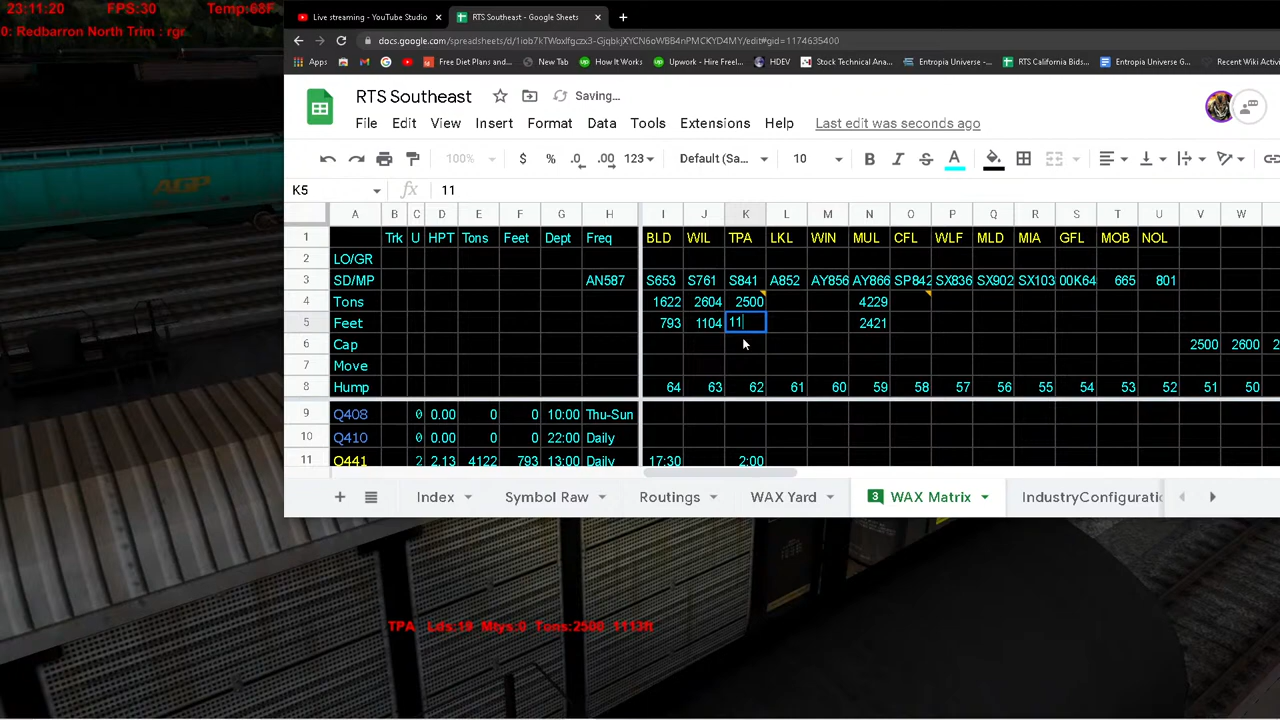 23:11:20 FPS:30 Temp:68F
0: Redbarron North Trim : rgr
AGP
Live streaming - YouTube Studio × RTS Southeast - Google Sheets × +
docs.google.com/spreadsheets/d/1iob7kTWoxlfgczx3-GjqbkjXYCN6oWBB4nPMCKYD4MY/edit#gid=1174635400
Apps Free Diet Plans and... New Tab How It Works Upwork - Hire Freel... HDEV Stock Technical Ana... Entropia Universe –... RTS California Bids... Entropia Universe G... Recent Wiki Activi
RTS Southeast Saving...
File Edit View Insert Format Data Tools Extensions Help Last edit was seconds ago
100% $ % .0 .00 123 Default (Sa... 10 B I S A
K5 fx 11
A B C D E F G H I J K L M N O P Q R S T U V W
1 Trk U HPT Tons Feet Dept Freq BLD WIL TPA LKL WIN MUL CFL WLF MLD MIA GFL MOB NOL
2 LO/GR
3 SD/MP AN587 S653 S761 S841 A852 AY856 AY866 SP842 SX836 SX902 SX103 00K64 665 801
4 Tons 1622 2604 2500 4229
5 Feet 793 1104 11 2421
6 Cap 2500 2600 2
7 Move
8 Hump 64 63 62 61 60 59 58 57 56 55 54 53 52 51 50
9 Q408 0 0.00 0 0 10:00 Thu-Sun
10 Q410 0 0.00 0 0 22:00 Daily
11 Q441 2 2.13 4122 793 13:00 Daily 17:30 2:00
+ Index Symbol Raw Routings WAX Yard 3 WAX Matrix IndustryConfiguratic
TPA Lds:19 Mtys:0 Tons:2500 1113ft